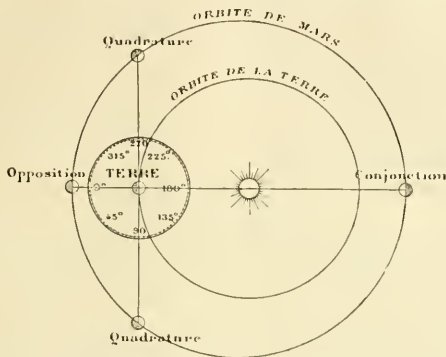 ORBITE DE MARS
Quadrature
ORBITE DE LA TERRE
270°
315° 225°
TERRE
Opposition 0° 180° Conjonction
45° 135°
90
Quadrature